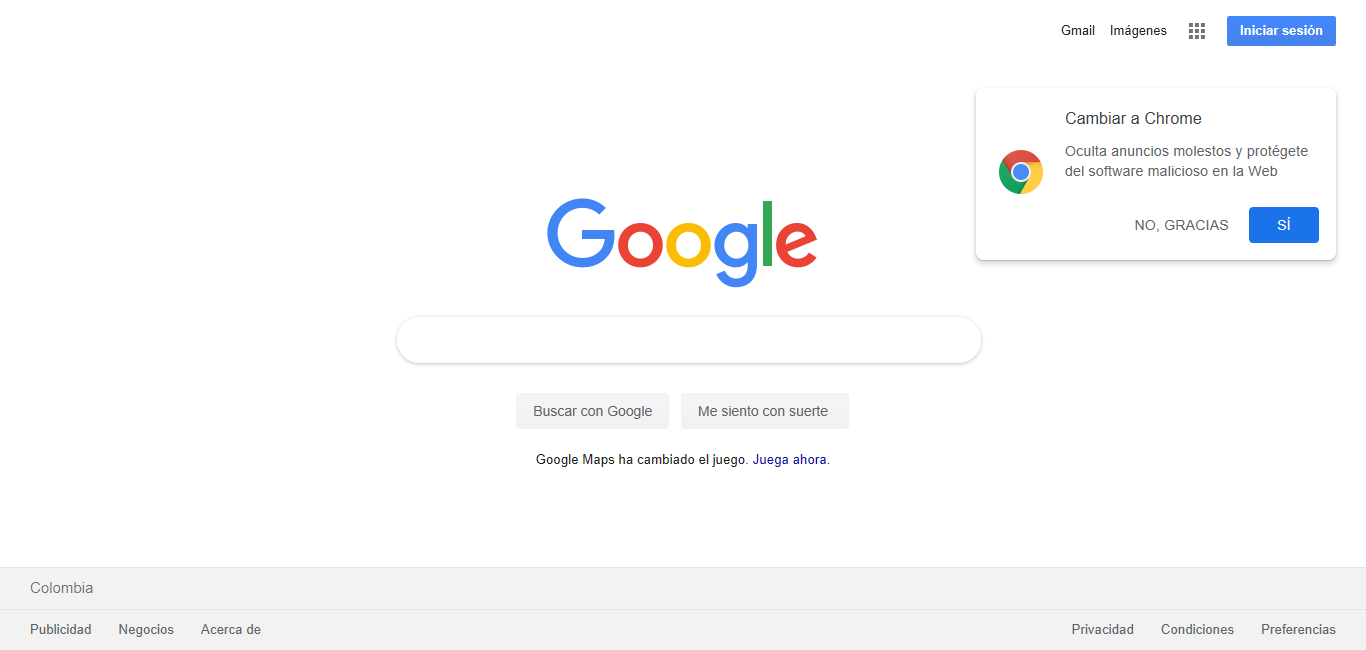 Gmail Imágenes Iniciar sesión
Cambiar a Chrome
Oculta anuncios molestos y protégete
del software malicioso en la Web
NO, GRACIAS SÍ
Google
Buscar con Google Me siento con suerte
Google Maps ha cambiado el juego. Juega ahora.
Colombia
Publicidad Negocios Acerca de Privacidad Condiciones Preferencias